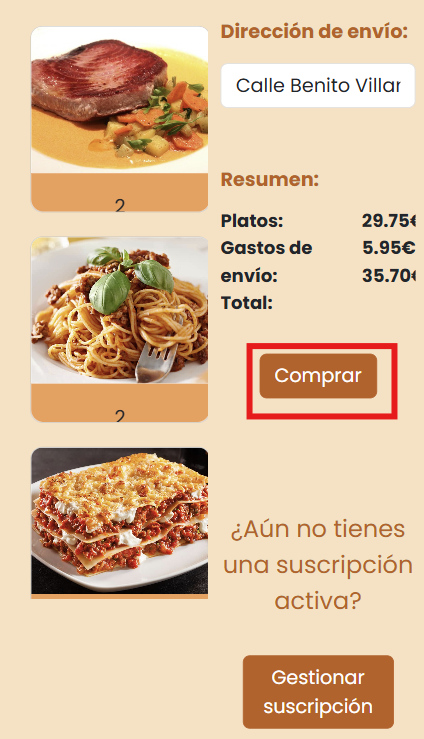 Dirección de envío:
Calle Benito Villar
Resumen:
Platos: 29.75€
Gastos de 5.95€
envío: 35.70€
Total:
2
2
Comprar
¿Aún no tienes
una suscripción
activa?
Gestionar
suscripción